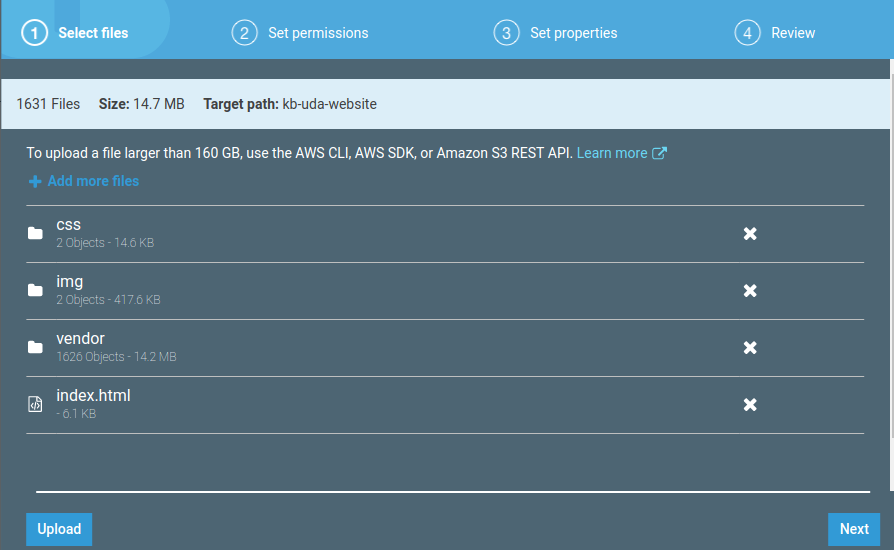 1 Select files 2 Set permissions 3 Set properties 4 Review
1631 Files Size: 14.7 MB Target path: kb-uda-website
To upload a file larger than 160 GB, use the AWS CLI, AWS SDK, or Amazon S3 REST API. Learn more
Add more files
css
2 Objects - 14.6 KB
img
2 Objects - 417.6 KB
vendor
1626 Objects - 14.2 MB
index.html
- 6.1 KB
Upload Next